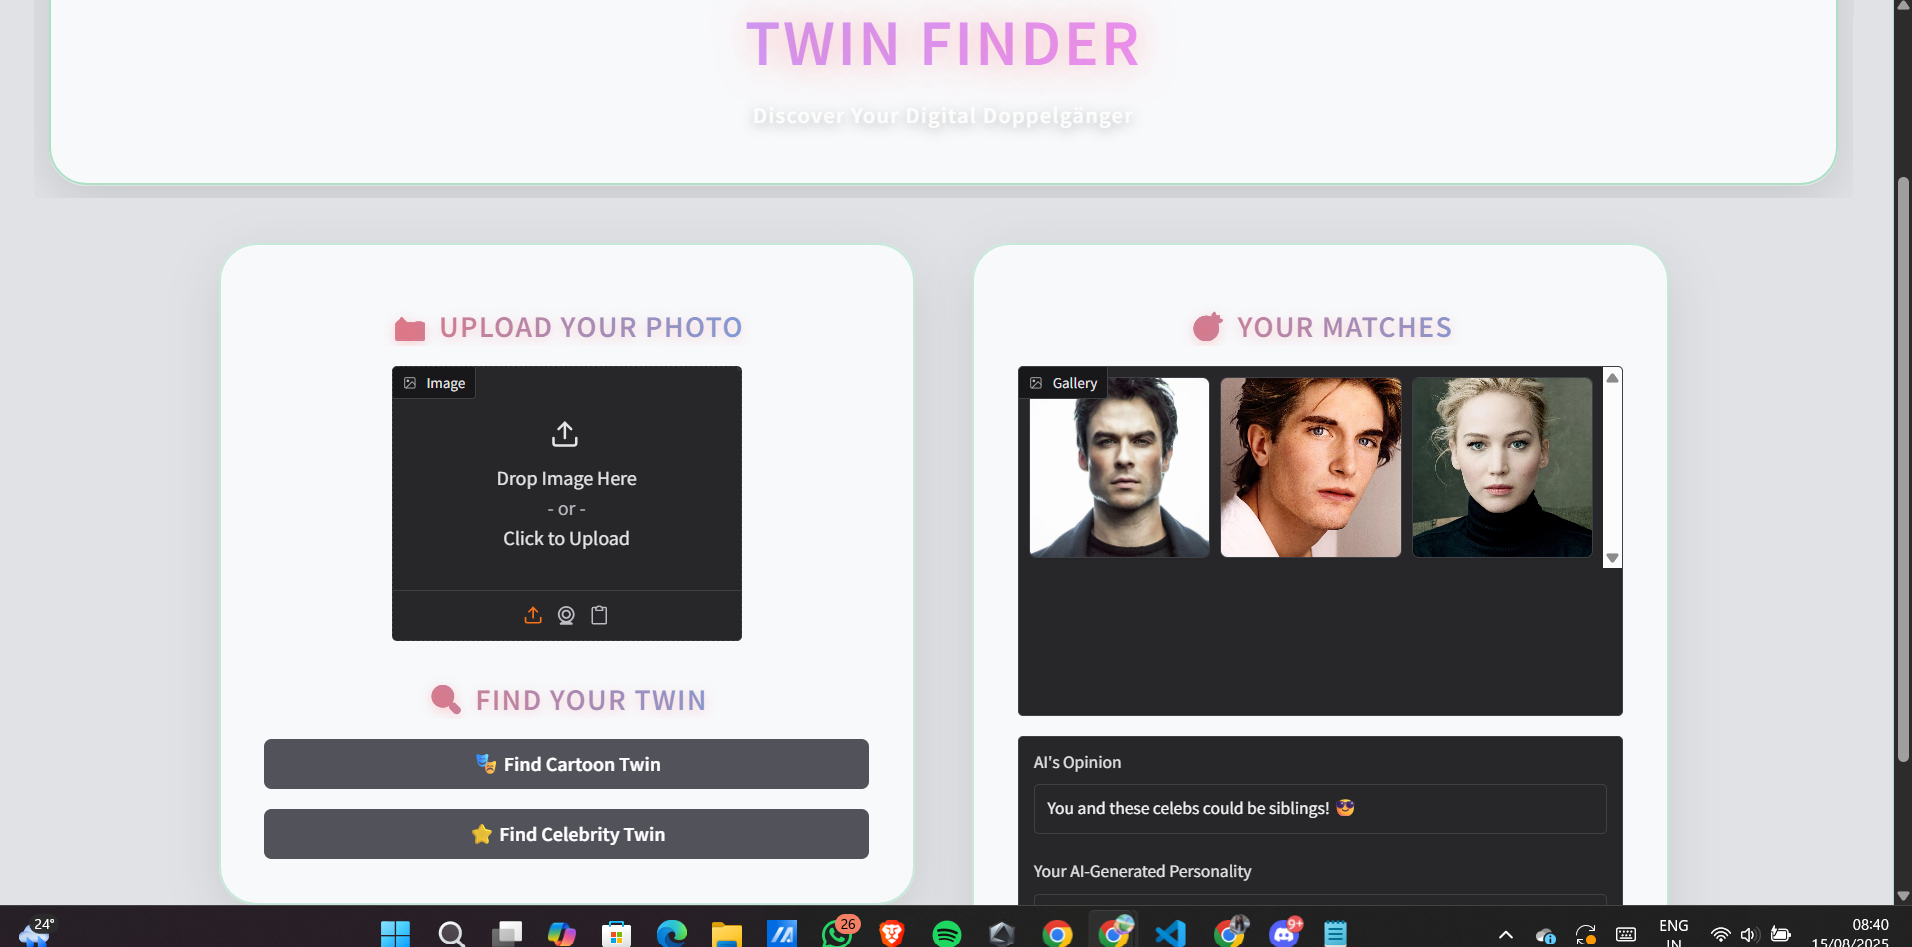 TWIN FINDER
Discover Your Digital Doppelgänger
UPLOAD YOUR PHOTO
Image
Drop Image Here
- or -
Click to Upload
FIND YOUR TWIN
🎭 Find Cartoon Twin
⭐ Find Celebrity Twin
YOUR MATCHES
Gallery
AI's Opinion
You and these celebs could be siblings! 😎
Your AI-Generated Personality
24°
26
9+
ENG
IN
08:40
15/08/2025